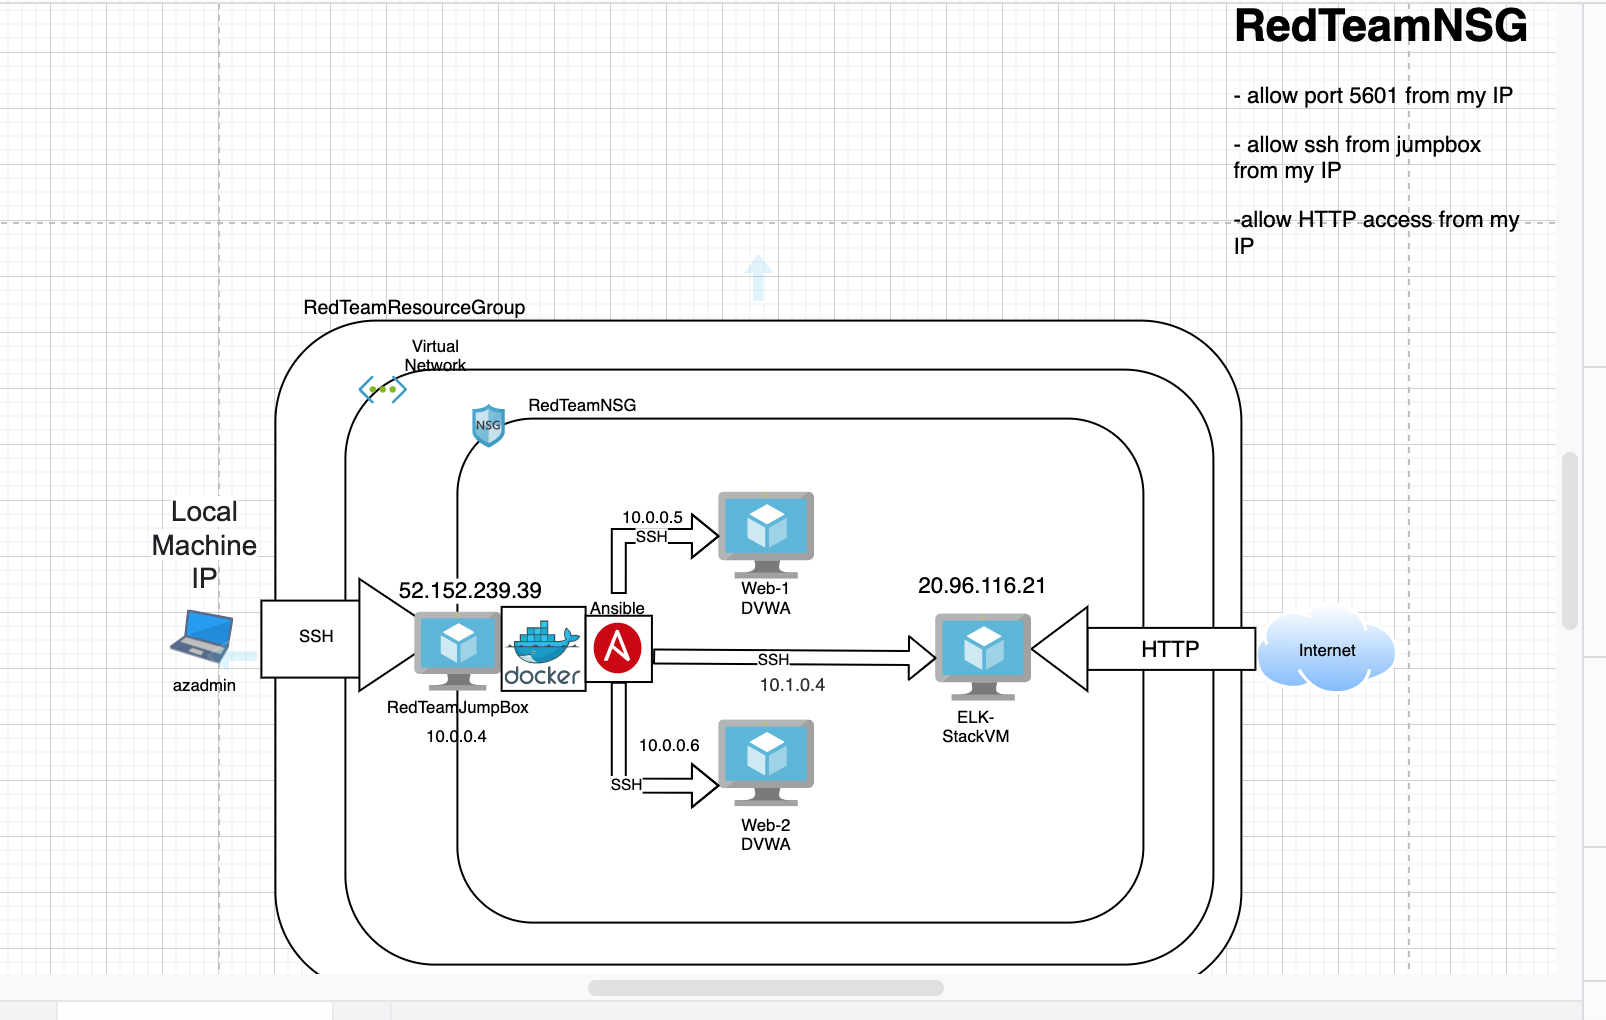 RedTeamNSG
- allow port 5601 from my IP
- allow ssh from jumpbox
from my IP
-allow HTTP access from my
IP
RedTeamResourceGroup
Virtual
Network
RedTeamNSG
NSG
Local
Machine
IP
azadmin
SSH
52.152.239.39
RedTeamJumpBox
10.0.0.4
docker
Ansible
A
10.0.0.5
SSH
Web-1
DVWA
SSH
10.1.0.4
10.0.0.6
SSH
Web-2
DVWA
20.96.116.21
ELK-
StackVM
HTTP
Internet